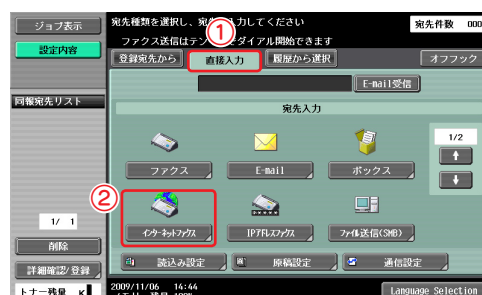 ジョブ表示
宛先種類を選択し、宛先を入力してください
宛先件数 000
ファクス送信はテンキーでダイアル開始できます
①
設定内容
登録宛先から
直接入力
履歴から選択
オフフック
E-mail受信
同報宛先リスト
宛先入力
1/2
ファクス
E-mail
ボックス
②
インターネットファクス
IPアドレスファクス
ファイル送信(SMB)
1/ 1
削除
読込み設定
原稿設定
通信設定
詳細確認/登録
トナー残量 K
2009/11/06 14:44
メモリー残量 100%
Language Selection